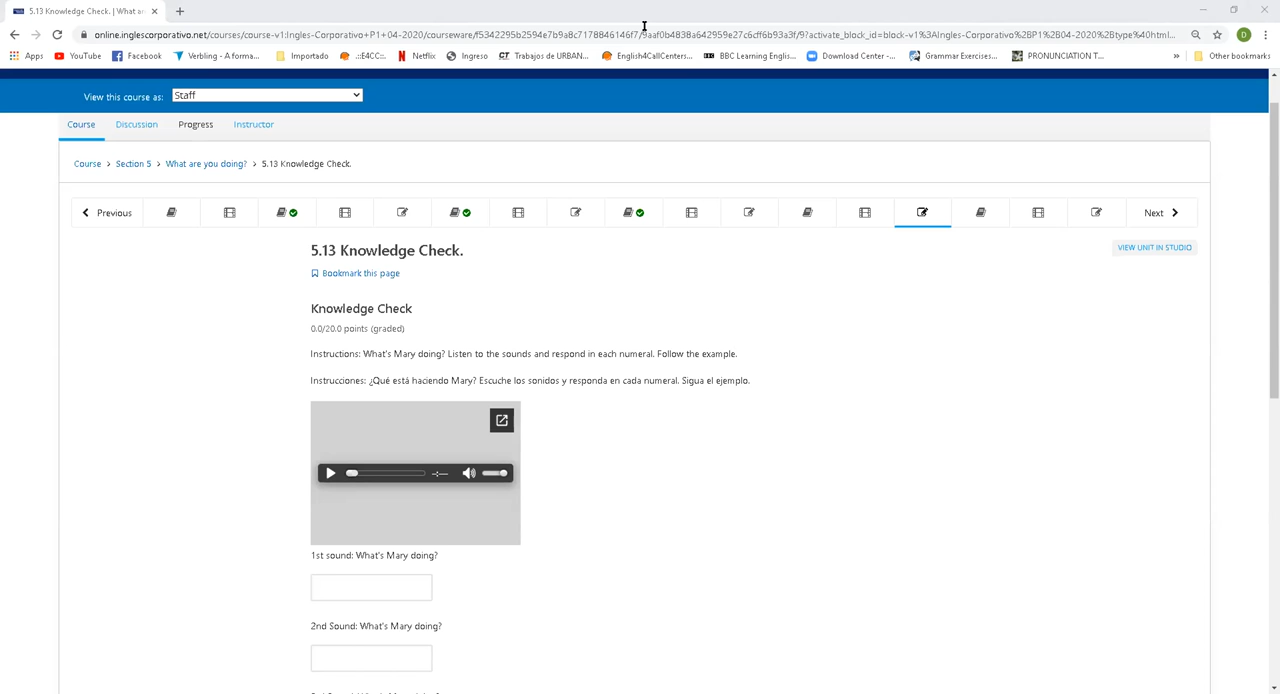 5.13 Knowledge Check. | What ar
online.inglescorporativo.net/courses/course-v1:Ingles-Corporativo+P1+04-2020/courseware/f5342295b2594e7b9a8c7178846146f7/9aaf0b4838a642959e27c6cff6b93a3f/9?activate_block_id=block-v1%3AIngles-Corporativo%2BP1%2B04-2020%2Btype%40html...
Apps YouTube Facebook Verbling - A forma... Importado .::E4CC::. Netflix Ingreso Trabajos de URBAN... English4CallCenters... BBC Learning Englis... Download Center -... Grammar Exercises... PRONUNCIATION T... » Other bookmarks
View this course as: Staff
Course Discussion Progress Instructor
Course > Section 5 > What are you doing? > 5.13 Knowledge Check.
Previous Next
5.13 Knowledge Check.
VIEW UNIT IN STUDIO
Bookmark this page
Knowledge Check
0.0/20.0 points (graded)
Instructions: What's Mary doing? Listen to the sounds and respond in each numeral. Follow the example.
Instrucciones: ¿Qué está haciendo Mary? Escuche los sonidos y responda en cada numeral. Siga el ejemplo.
-:--
1st sound: What's Mary doing?
2nd Sound: What's Mary doing?